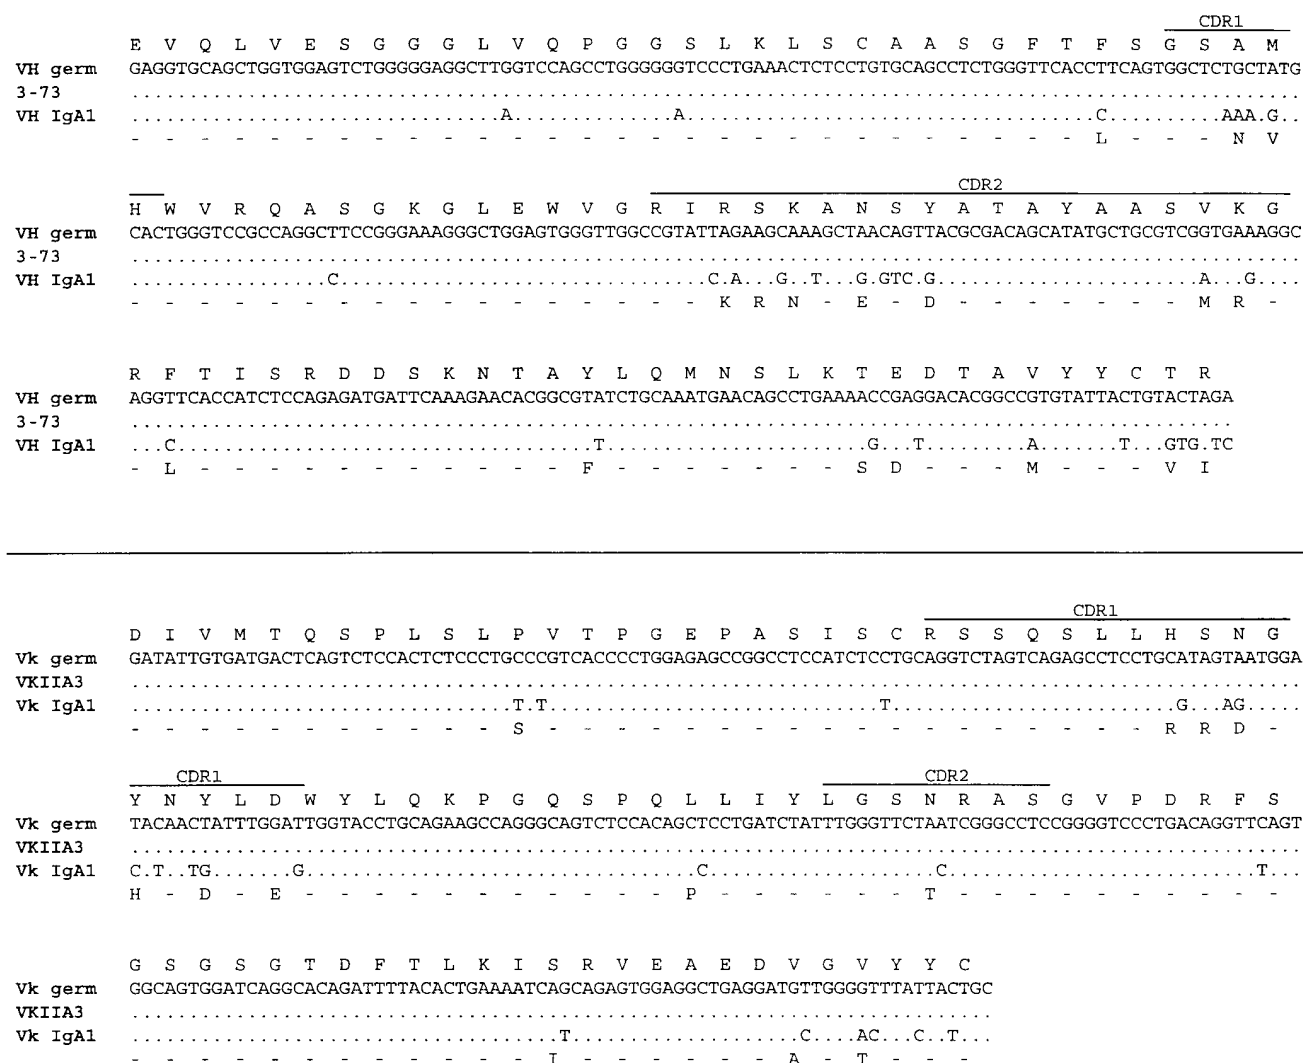 CDR1
E V Q L V E S G G G L V Q P G G S L K L S C A A S G F T F S G S A M
VH germ GAGGTGCAGCTGGTGGAGTCTGGGGGAGGCTTGGTCCAGCCTGGGGGGTCCCTGAAACTCTCCTGTGCAGCCTCTGGGTTCACCTTCAGTGGCTCTGCTATG
3-73 ......................................................................................................
VH IgA1 ................................A..............A....................................C..........AAA.G..
- - - - - - - - - - - - - - - - - - - - - - - - - - - - L - - - N V
CDR2
H W V R Q A S G K G L E W V G R I R S K A N S Y A T A Y A A S V K G
VH germ CACTGGGTCCGCCAGGCTTCCGGGAAAGGGCTGGAGTGGGTTGGCCGTATTAGAAGCAAAGCTAACAGTTACGCGACAGCATATGCTGCGTCGGTGAAAGGC
3-73 ......................................................................................................
VH IgA1 .................C................................C.A...G..T...G.GTC.G.......................A...G....
- - - - - - - - - - - - - - - - - K R N - E - D - - - - - - - M R -
R F T I S R D D S K N T A Y L Q M N S L K T E D T A V Y Y C T R
VH germ AGGTTCACCATCTCCAGAGATGATTCAAAGAACACGGCGTATCTGCAAATGAACAGCCTGAAAACCGAGGACACGGCCGTGTATTACTGTACTAGA
3-73 ................................................................................................
VH IgA1 ...C....................................T.......................G...T.........A.......T...GTG.TC
- L - - - - - - - - - - - F - - - - - - - S D - - - M - - - V I
CDR1
D I V M T Q S P L S L P V T P G E P A S I S C R S S Q S L L H S N G
Vk germ GATATTGTGATGACTCAGTCTCCACTCTCCCTGCCCGTCACCCCTGGAGAGCCGGCCTCCATCTCCTGCAGGTCTAGTCAGAGCCTCCTGCATAGTAATGGA
VKIIA3 ......................................................................................................
Vk IgA1 .................................T.T.............................T.........................G...AG.....
- - - - - - - - - - - S - - - - - - - - - - - - - - - - - - R R D -
CDR1 CDR2
Y N Y L D W Y L Q K P G Q S P Q L L I Y L G S N R A S G V P D R F S
Vk germ TACAACTATTTGGATTGGTACCTGCAGAAGCCAGGGCAGTCTCCACAGCTCCTGATCTATTTGGGTTCTAATCGGGCCTCCGGGGTCCCTGACAGGTTCAGT
VKIIA3 ......................................................................................................
Vk IgA1 C.T..TG.......G..................................C....................C...........................T...
H - D - E - - - - - - - - - - - P - - - - - - T - - - - - - - - - -
G S G S G T D F T L K I S R V E A E D V G V Y Y C
Vk germ GGCAGTGGATCAGGCACAGATTTTACACTGAAAATCAGCAGAGTGGAGGCTGAGGATGTTGGGGTTTATTACTGC
VKIIA3 ...........................................................................
Vk IgA1 .....................................T....................C....AC...C..T...
- - - - - - - - - - - - I - - - - - - A - T - - -